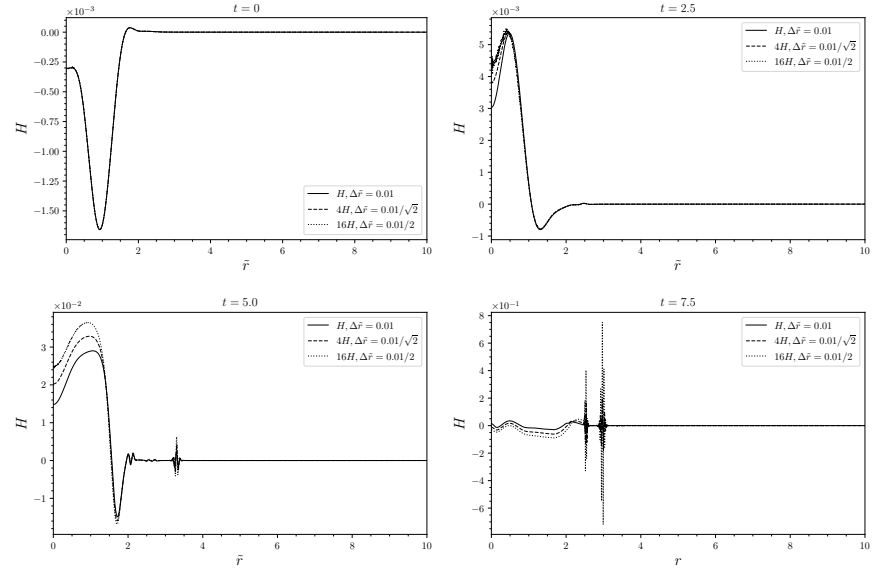 t = 0
×10⁻³
0.00
−0.25
−0.50
−0.75
−1.00
−1.25
−1.50
H
H, Δr̃ = 0.01
4H, Δr̃ = 0.01/√2
16H, Δr̃ = 0.01/2
0 2 4 6 8 10
r̃
t = 2.5
×10⁻³
5
4
3
2
1
0
−1
H
H, Δr̃ = 0.01
4H, Δr̃ = 0.01/√2
16H, Δr̃ = 0.01/2
0 2 4 6 8 10
r̃
t = 5.0
×10⁻²
3
2
1
0
−1
H
H, Δr̃ = 0.01
4H, Δr̃ = 0.01/√2
16H, Δr̃ = 0.01/2
0 2 4 6 8 10
r̃
t = 7.5
×10⁻¹
8
6
4
2
0
−2
−4
−6
H
H, Δr̃ = 0.01
4H, Δr̃ = 0.01/√2
16H, Δr̃ = 0.01/2
0 2 4 6 8 10
r